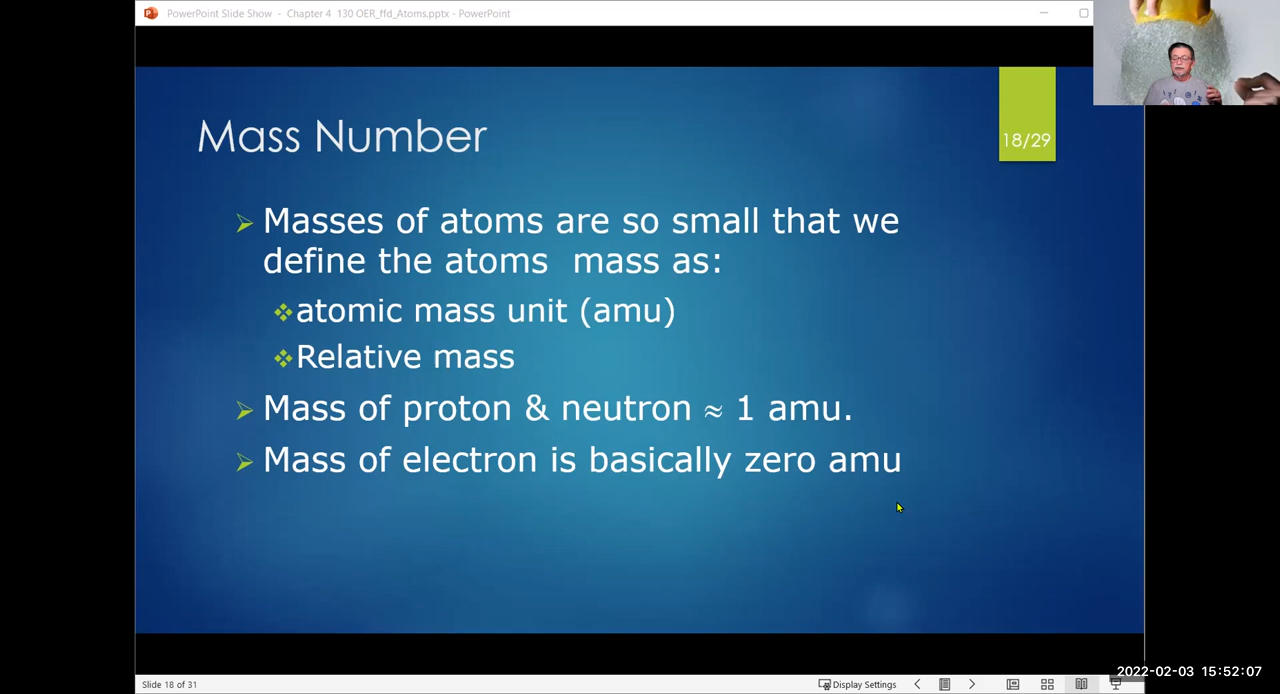 PowerPoint Slide Show - Chapter 4 130 OER_ffd_Atoms.pptx - PowerPoint
Mass Number
18/29
Masses of atoms are so small that we
define the atoms mass as:
atomic mass unit (amu)
Relative mass
Mass of proton & neutron ≈ 1 amu.
Mass of electron is basically zero amu
2022-02-03 15:52:07
Slide 18 of 31
Display Settings